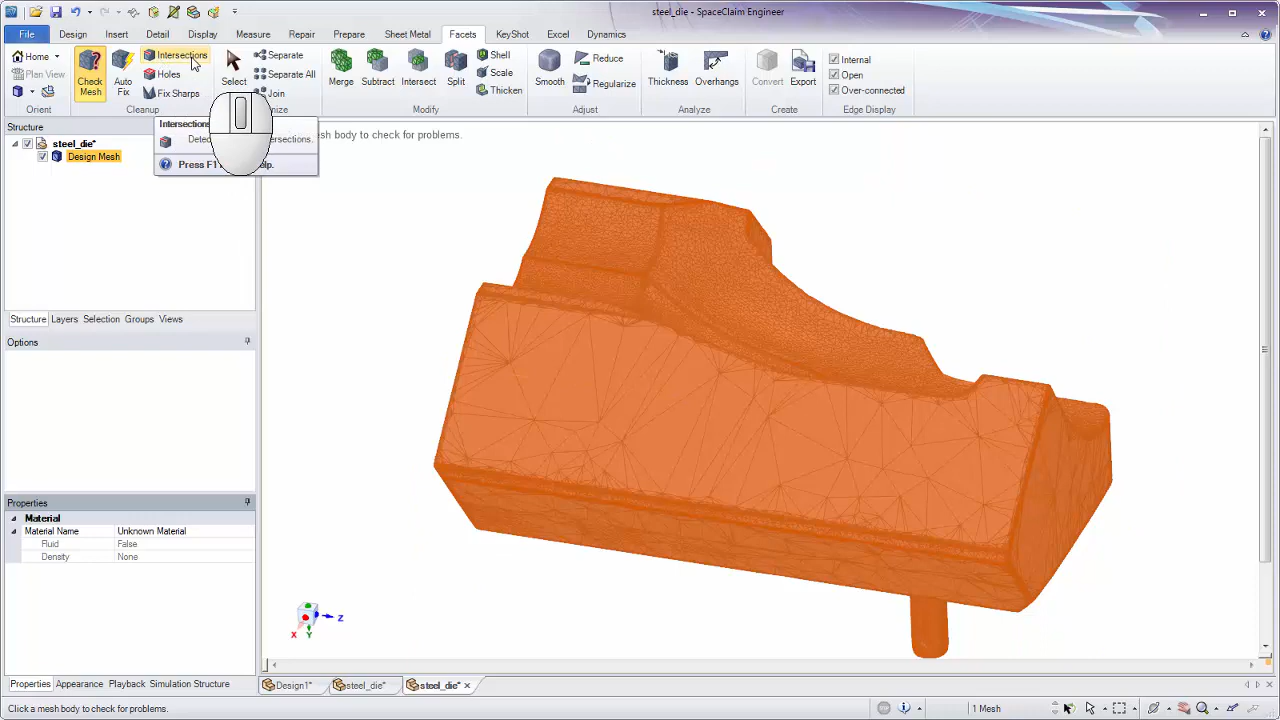 steel_die* - SpaceClaim Engineer
File Design Insert Detail Display Measure Repair Prepare Sheet Metal Facets KeyShot Excel Dynamics
Home
Plan View
Orient
Check Mesh
Auto Fix
Intersections
Holes
Fix Sharps
Cleanup
Select
Separate
Separate All
Join
Merge
Subtract
Intersect
Split
Shell
Scale
Thicken
Modify
Smooth
Reduce
Regularize
Adjust
Thickness
Overhangs
Analyze
Convert
Export
Create
Internal
Open
Over-connected
Edge Display
Structure
steel_die*
Design Mesh
Intersections
mesh body to check for problems.
Press F1
Structure Layers Selection Groups Views
Options
Properties
Material
Material Name Unknown Material
Fluid False
Density None
X Y Z
Properties Appearance Playback Simulation Structure
Design1* steel_die* steel_die*
Click a mesh body to check for problems.
1 Mesh